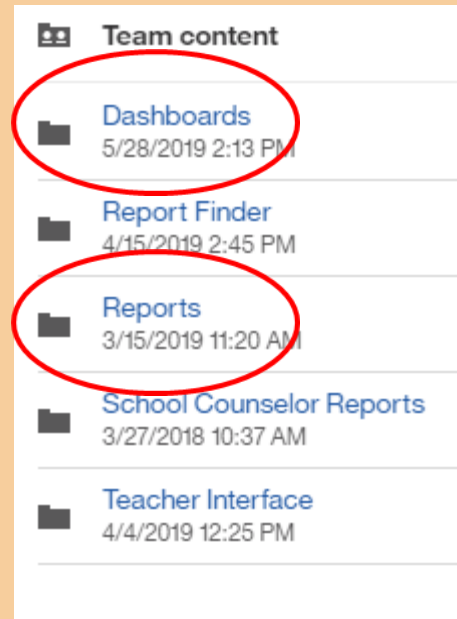 Team content
Dashboards
5/28/2019 2:13 PM
Report Finder
4/15/2019 2:45 PM
Reports
3/15/2019 11:20 AM
School Counselor Reports
3/27/2018 10:37 AM
Teacher Interface
4/4/2019 12:25 PM